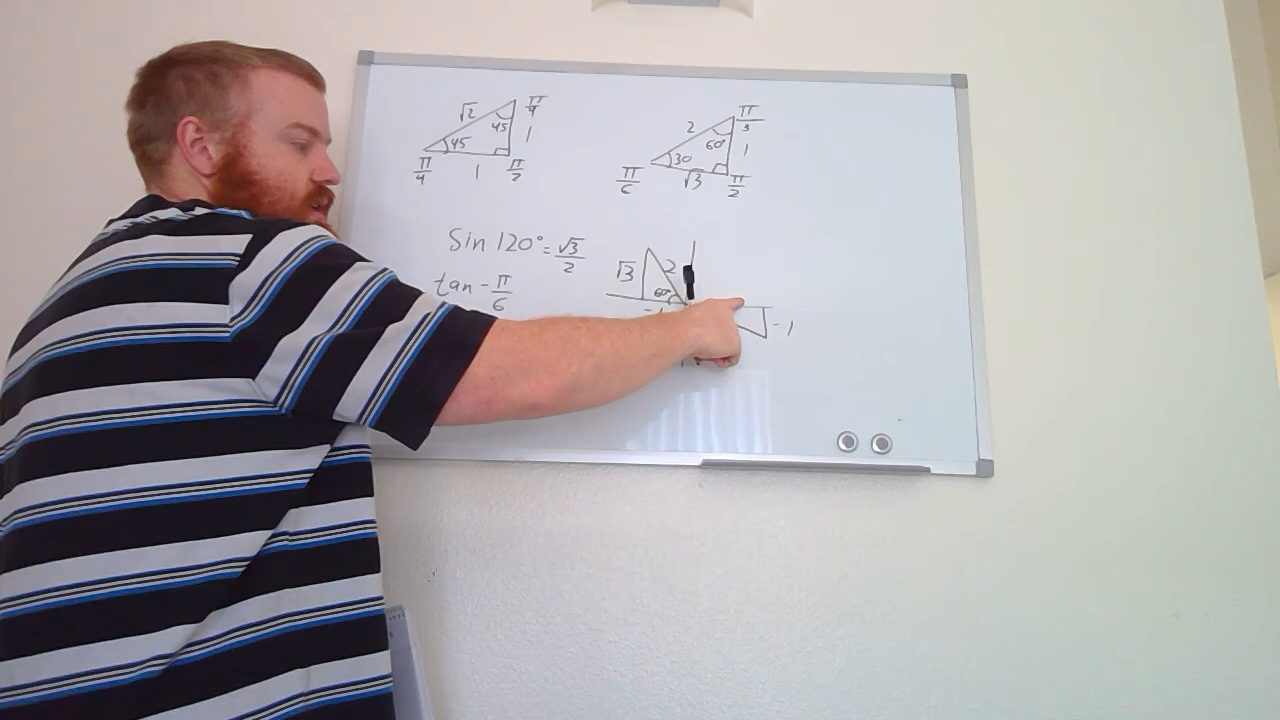 √2 π/4
45
45 1
π/4 1 π/2
2 π/3
60°
30 1
π/6 √3 π/2
Sin 120° = √3/2
tan - π/6
√3 2
60°
-1
-1